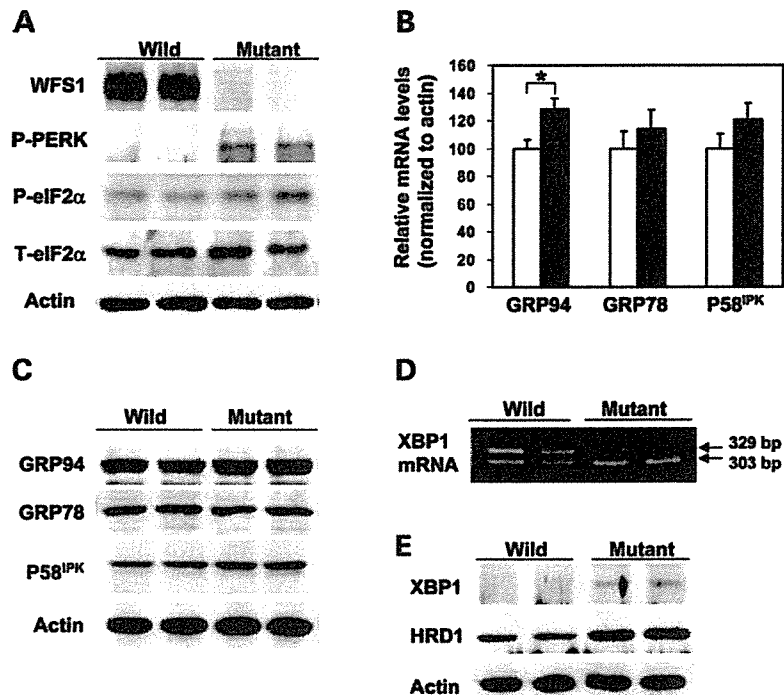 A
Wild Mutant
WFS1
P-PERK
P-eIF2α
T-eIF2α
Actin
B
Relative mRNA levels
(normalized to actin)
160
140
120
100
80
60
40
20
0
*
GRP94 GRP78 P58IPK
C
Wild Mutant
GRP94
GRP78
P58IPK
Actin
D
Wild Mutant
XBP1
mRNA
329 bp
303 bp
E
Wild Mutant
XBP1
HRD1
Actin